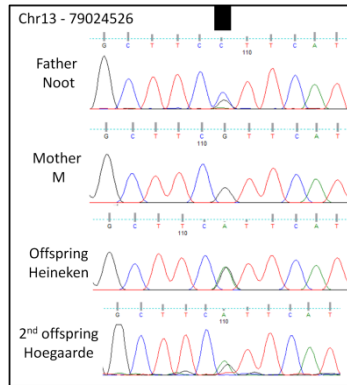 Chr13 - 79024526
G C T T C C T T C A T
110
Father
Noot
G C T T C G T T C A T
110
Mother
M
G C T T C A T T C A T
110
Offspring
Heineken
G C T T C A T T C A T
110
2nd offspring
Hoegaarde